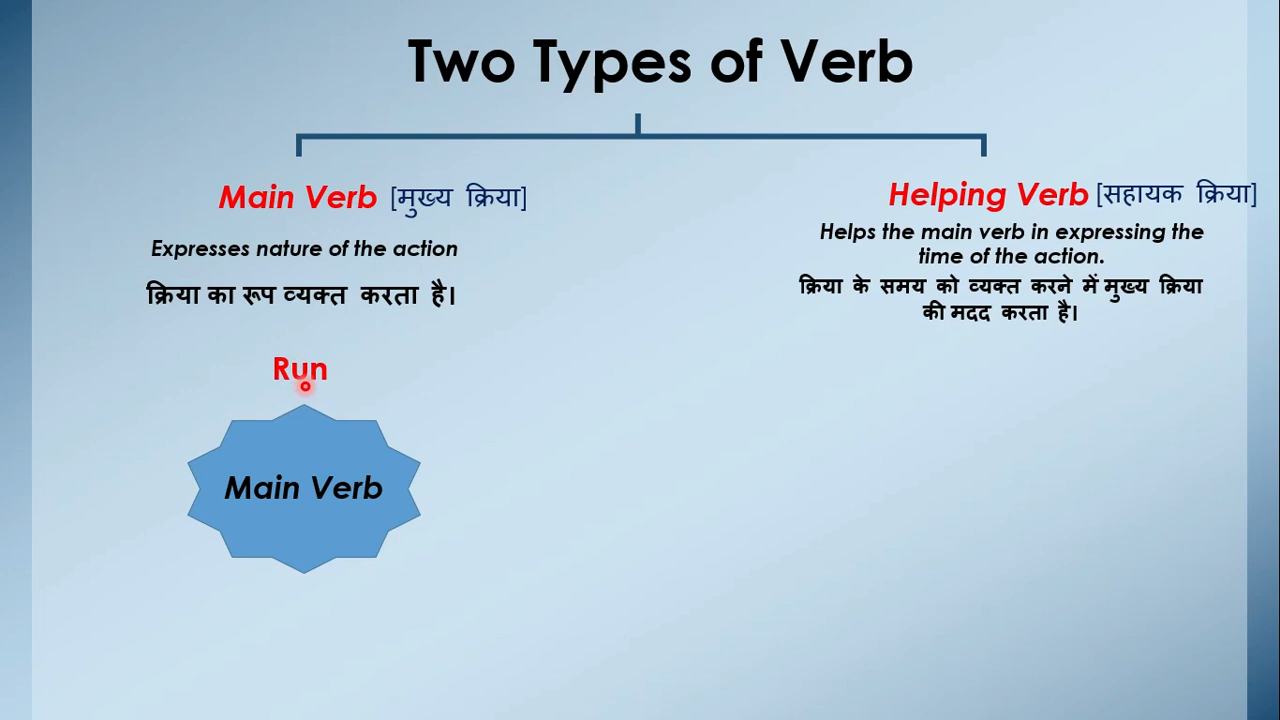 Two Types of Verb
Main Verb [मुख्य क्रिया]
Expresses nature of the action
क्रिया का रूप व्यक्त करता है।
Run
Main Verb
Helping Verb [सहायक क्रिया]
Helps the main verb in expressing the
time of the action.
क्रिया के समय को व्यक्त करने में मुख्य क्रिया
की मदद करता है।